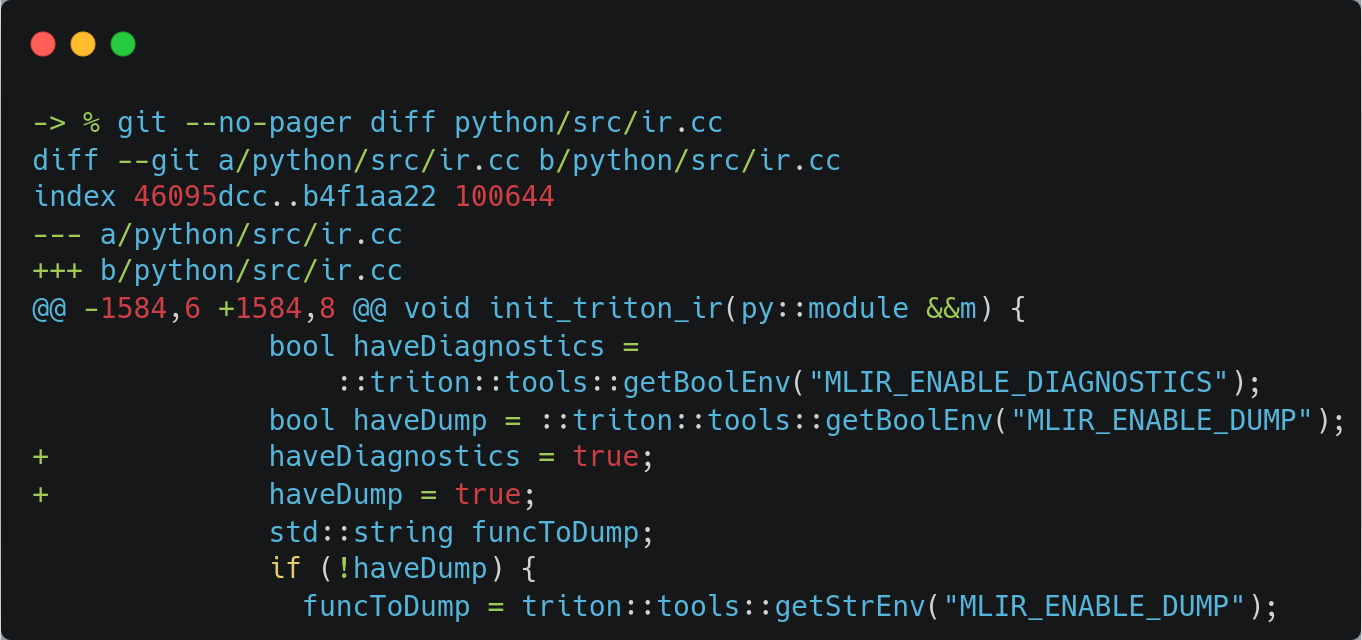 -> % git --no-pager diff python/src/ir.cc
diff --git a/python/src/ir.cc b/python/src/ir.cc
index 46095dcc..b4f1aa22 100644
--- a/python/src/ir.cc
+++ b/python/src/ir.cc
@@ -1584,6 +1584,8 @@ void init_triton_ir(py::module &&m) {
              bool haveDiagnostics =
                  ::triton::tools::getBoolEnv("MLIR_ENABLE_DIAGNOSTICS");
              bool haveDump = ::triton::tools::getBoolEnv("MLIR_ENABLE_DUMP");
+             haveDiagnostics = true;
+             haveDump = true;
              std::string funcToDump;
              if (!haveDump) {
                funcToDump = triton::tools::getStrEnv("MLIR_ENABLE_DUMP");